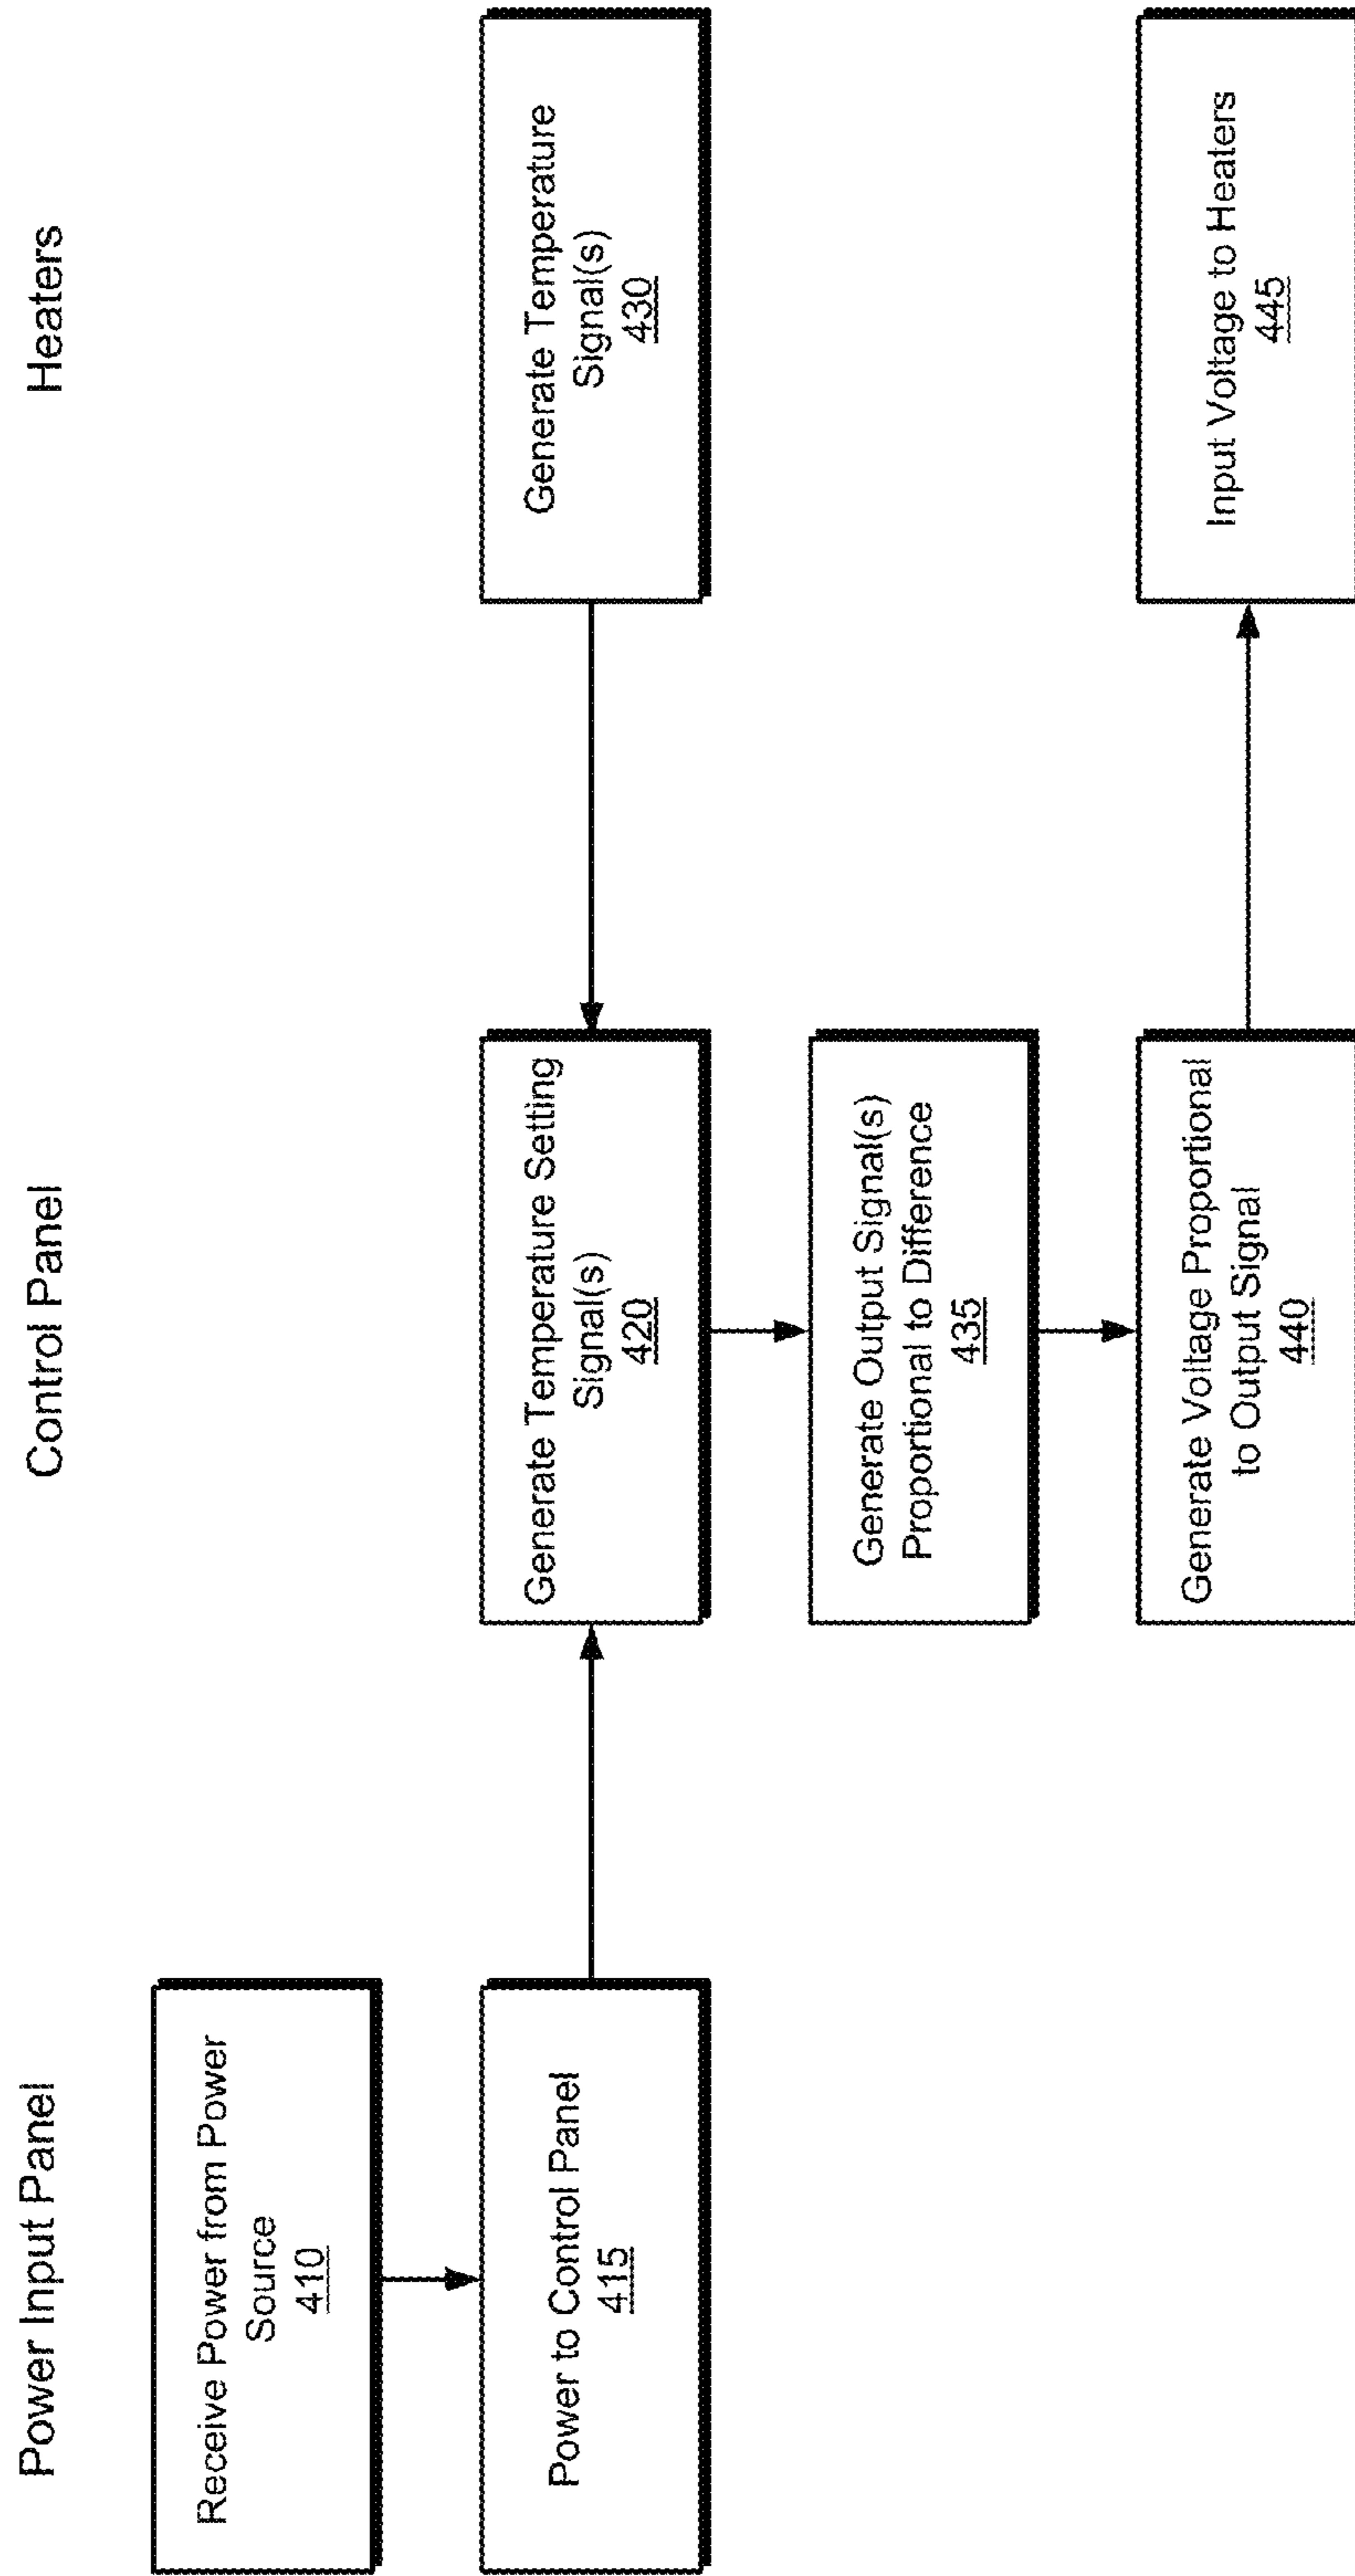 Power Input Panel
Control Panel
Heaters
Receive Power from Power
Source
410
Power to Control Panel
415
Generate Temperature Setting
Signal(s)
420
Generate Temperature
Signal(s)
430
Generate Output Signal(s)
Proportional to Difference
435
Generate Voltage Proportional
to Output Signal
440
Input Voltage to Heaters
445